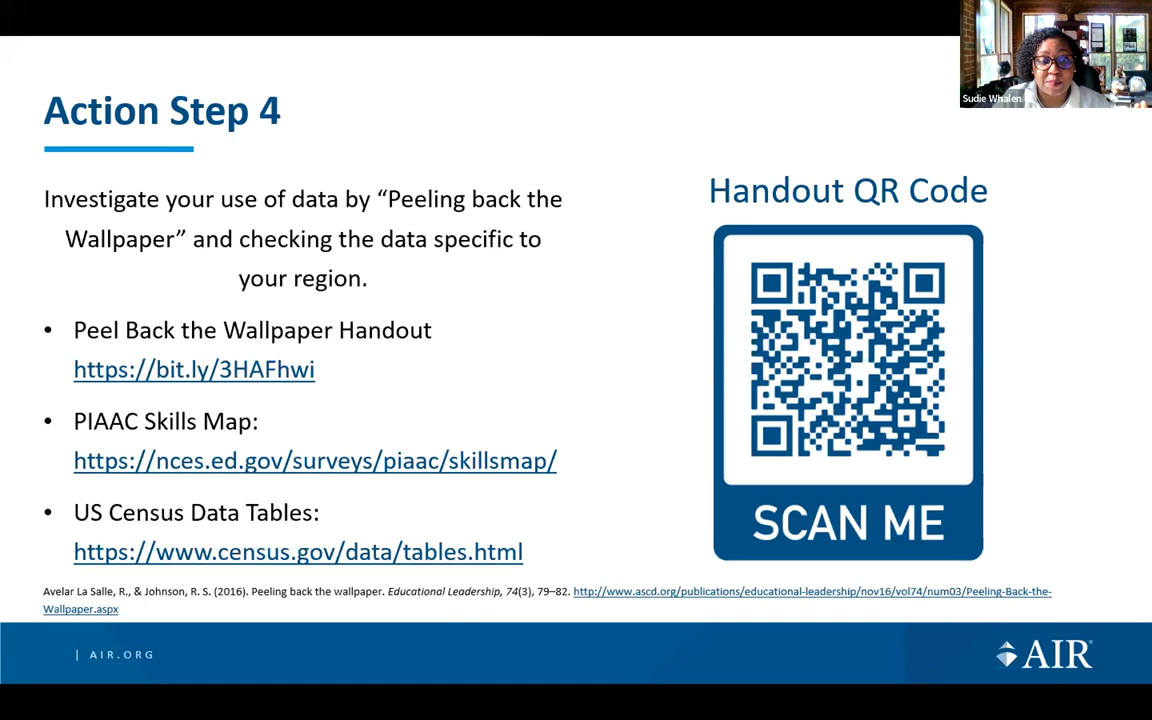 Sudie Whalen
Action Step 4
Investigate your use of data by “Peeling back the
Wallpaper” and checking the data specific to
your region.
• Peel Back the Wallpaper Handout
https://bit.ly/3HAFhwi
• PIAAC Skills Map:
https://nces.ed.gov/surveys/piaac/skillsmap/
• US Census Data Tables:
https://www.census.gov/data/tables.html
Handout QR Code
SCAN ME
Avelar La Salle, R., & Johnson, R. S. (2016). Peeling back the wallpaper. Educational Leadership, 74(3), 79–82. http://www.ascd.org/publications/educational-leadership/nov16/vol74/num03/Peeling-Back-the-
Wallpaper.aspx
| AIR.ORG
AIR®